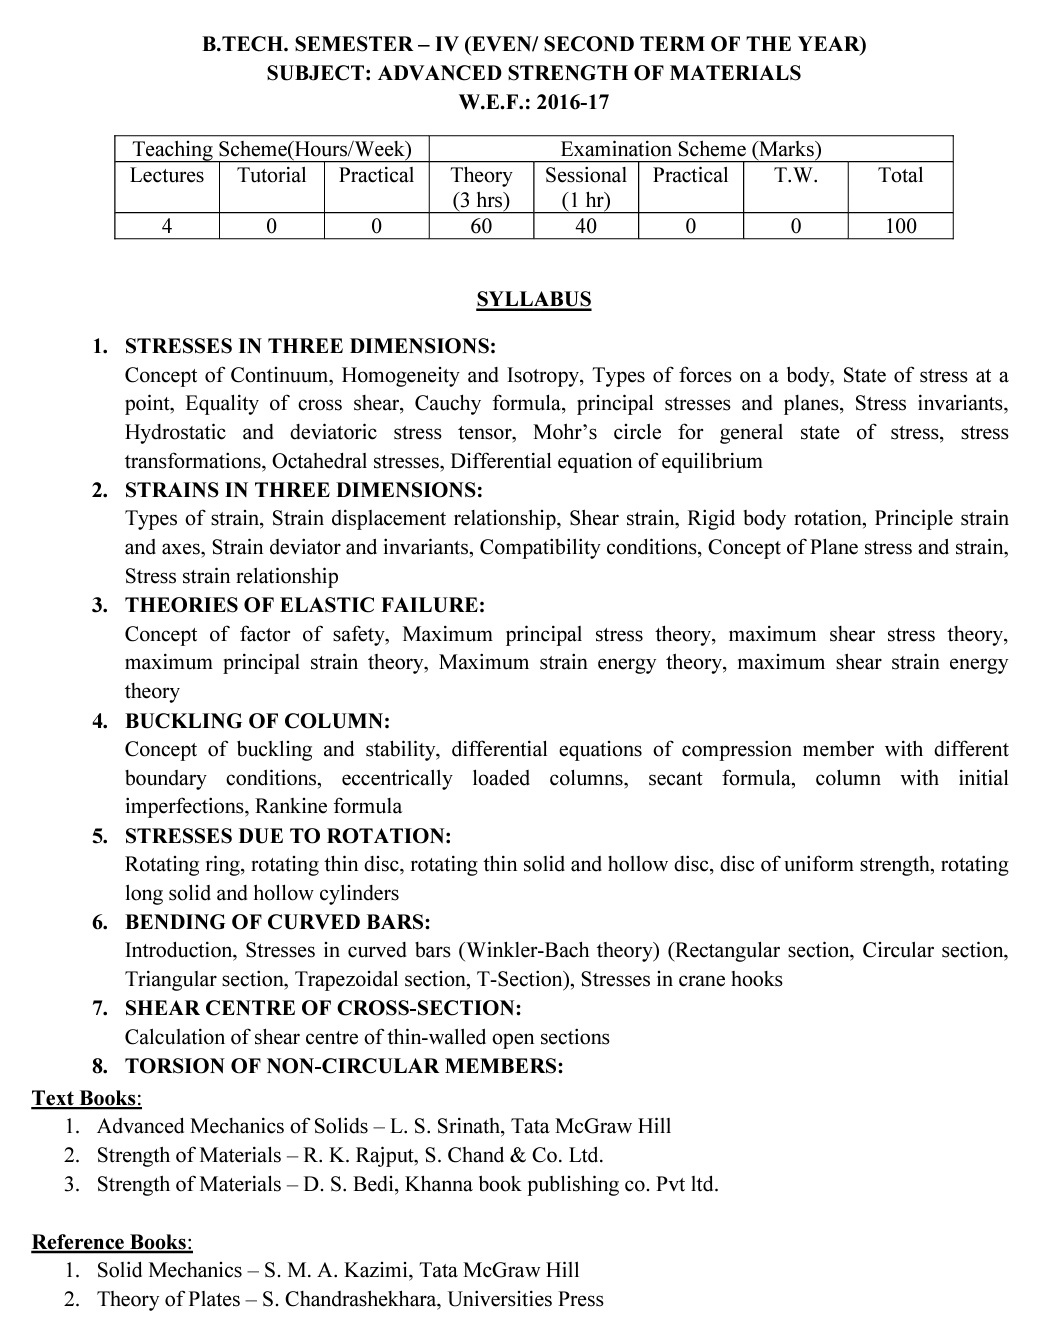 B.TECH. SEMESTER – IV (EVEN/ SECOND TERM OF THE YEAR)
SUBJECT: ADVANCED STRENGTH OF MATERIALS
W.E.F.: 2016-17
Teaching Scheme(Hours/Week) Examination Scheme (Marks)
Lectures Tutorial Practical Theory (3 hrs) Sessional (1 hr) Practical T.W. Total
4 0 0 60 40 0 0 100
SYLLABUS
1. STRESSES IN THREE DIMENSIONS:
Concept of Continuum, Homogeneity and Isotropy, Types of forces on a body, State of stress at a
point, Equality of cross shear, Cauchy formula, principal stresses and planes, Stress invariants,
Hydrostatic and deviatoric stress tensor, Mohr’s circle for general state of stress, stress
transformations, Octahedral stresses, Differential equation of equilibrium
2. STRAINS IN THREE DIMENSIONS:
Types of strain, Strain displacement relationship, Shear strain, Rigid body rotation, Principle strain
and axes, Strain deviator and invariants, Compatibility conditions, Concept of Plane stress and strain,
Stress strain relationship
3. THEORIES OF ELASTIC FAILURE:
Concept of factor of safety, Maximum principal stress theory, maximum shear stress theory,
maximum principal strain theory, Maximum strain energy theory, maximum shear strain energy
theory
4. BUCKLING OF COLUMN:
Concept of buckling and stability, differential equations of compression member with different
boundary conditions, eccentrically loaded columns, secant formula, column with initial
imperfections, Rankine formula
5. STRESSES DUE TO ROTATION:
Rotating ring, rotating thin disc, rotating thin solid and hollow disc, disc of uniform strength, rotating
long solid and hollow cylinders
6. BENDING OF CURVED BARS:
Introduction, Stresses in curved bars (Winkler-Bach theory) (Rectangular section, Circular section,
Triangular section, Trapezoidal section, T-Section), Stresses in crane hooks
7. SHEAR CENTRE OF CROSS-SECTION:
Calculation of shear centre of thin-walled open sections
8. TORSION OF NON-CIRCULAR MEMBERS:
Text Books:
1. Advanced Mechanics of Solids – L. S. Srinath, Tata McGraw Hill
2. Strength of Materials – R. K. Rajput, S. Chand & Co. Ltd.
3. Strength of Materials – D. S. Bedi, Khanna book publishing co. Pvt ltd.
Reference Books:
1. Solid Mechanics – S. M. A. Kazimi, Tata McGraw Hill
2. Theory of Plates – S. Chandrashekhara, Universities Press